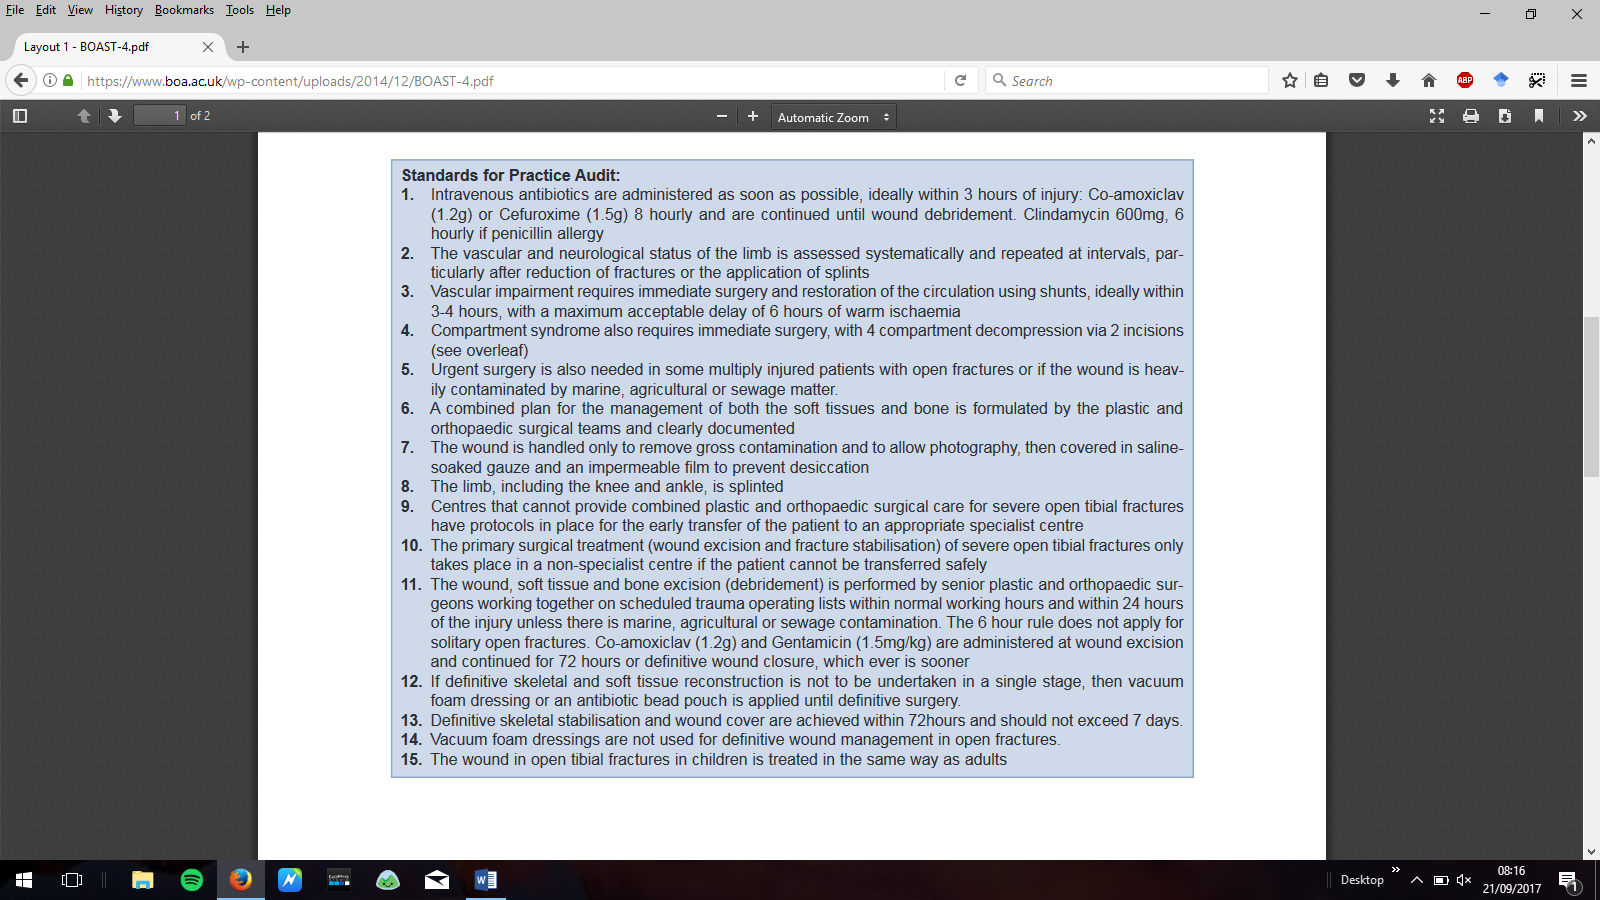 File Edit View History Bookmarks Tools Help
Layout 1 - BOAST-4.pdf
https://www.boa.ac.uk/wp-content/uploads/2014/12/BOAST-4.pdf
Search
ABP
1 of 2
Automatic Zoom
Standards for Practice Audit:
1. Intravenous antibiotics are administered as soon as possible, ideally within 3 hours of injury: Co-amoxiclav
(1.2g) or Cefuroxime (1.5g) 8 hourly and are continued until wound debridement. Clindamycin 600mg, 6
hourly if penicillin allergy
2. The vascular and neurological status of the limb is assessed systematically and repeated at intervals, par-
ticularly after reduction of fractures or the application of splints
3. Vascular impairment requires immediate surgery and restoration of the circulation using shunts, ideally within
3-4 hours, with a maximum acceptable delay of 6 hours of warm ischaemia
4. Compartment syndrome also requires immediate surgery, with 4 compartment decompression via 2 incisions
(see overleaf)
5. Urgent surgery is also needed in some multiply injured patients with open fractures or if the wound is heav-
ily contaminated by marine, agricultural or sewage matter.
6. A combined plan for the management of both the soft tissues and bone is formulated by the plastic and
orthopaedic surgical teams and clearly documented
7. The wound is handled only to remove gross contamination and to allow photography, then covered in saline-
soaked gauze and an impermeable film to prevent desiccation
8. The limb, including the knee and ankle, is splinted
9. Centres that cannot provide combined plastic and orthopaedic surgical care for severe open tibial fractures
have protocols in place for the early transfer of the patient to an appropriate specialist centre
10. The primary surgical treatment (wound excision and fracture stabilisation) of severe open tibial fractures only
takes place in a non-specialist centre if the patient cannot be transferred safely
11. The wound, soft tissue and bone excision (debridement) is performed by senior plastic and orthopaedic sur-
geons working together on scheduled trauma operating lists within normal working hours and within 24 hours
of the injury unless there is marine, agricultural or sewage contamination. The 6 hour rule does not apply for
solitary open fractures. Co-amoxiclav (1.2g) and Gentamicin (1.5mg/kg) are administered at wound excision
and continued for 72 hours or definitive wound closure, which ever is sooner
12. If definitive skeletal and soft tissue reconstruction is not to be undertaken in a single stage, then vacuum
foam dressing or an antibiotic bead pouch is applied until definitive surgery.
13. Definitive skeletal stabilisation and wound cover are achieved within 72hours and should not exceed 7 days.
14. Vacuum foam dressings are not used for definitive wound management in open fractures.
15. The wound in open tibial fractures in children is treated in the same way as adults
Desktop
08:16
21/09/2017
1